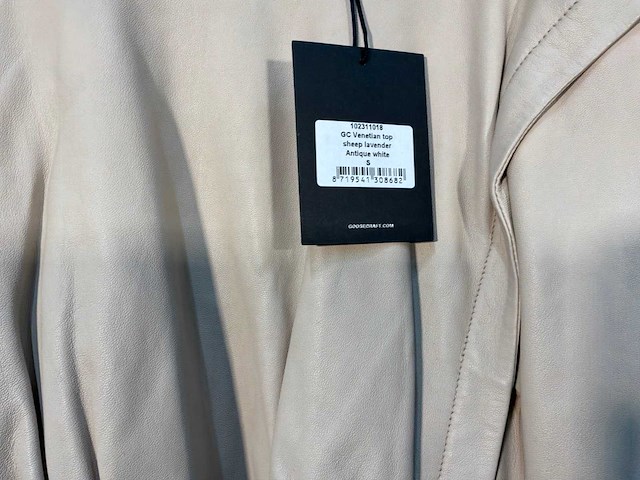 102311018
GC Venetian top
sheep lavender
Antique white
S
8 719541 308682
GOOSECRAFT.COM